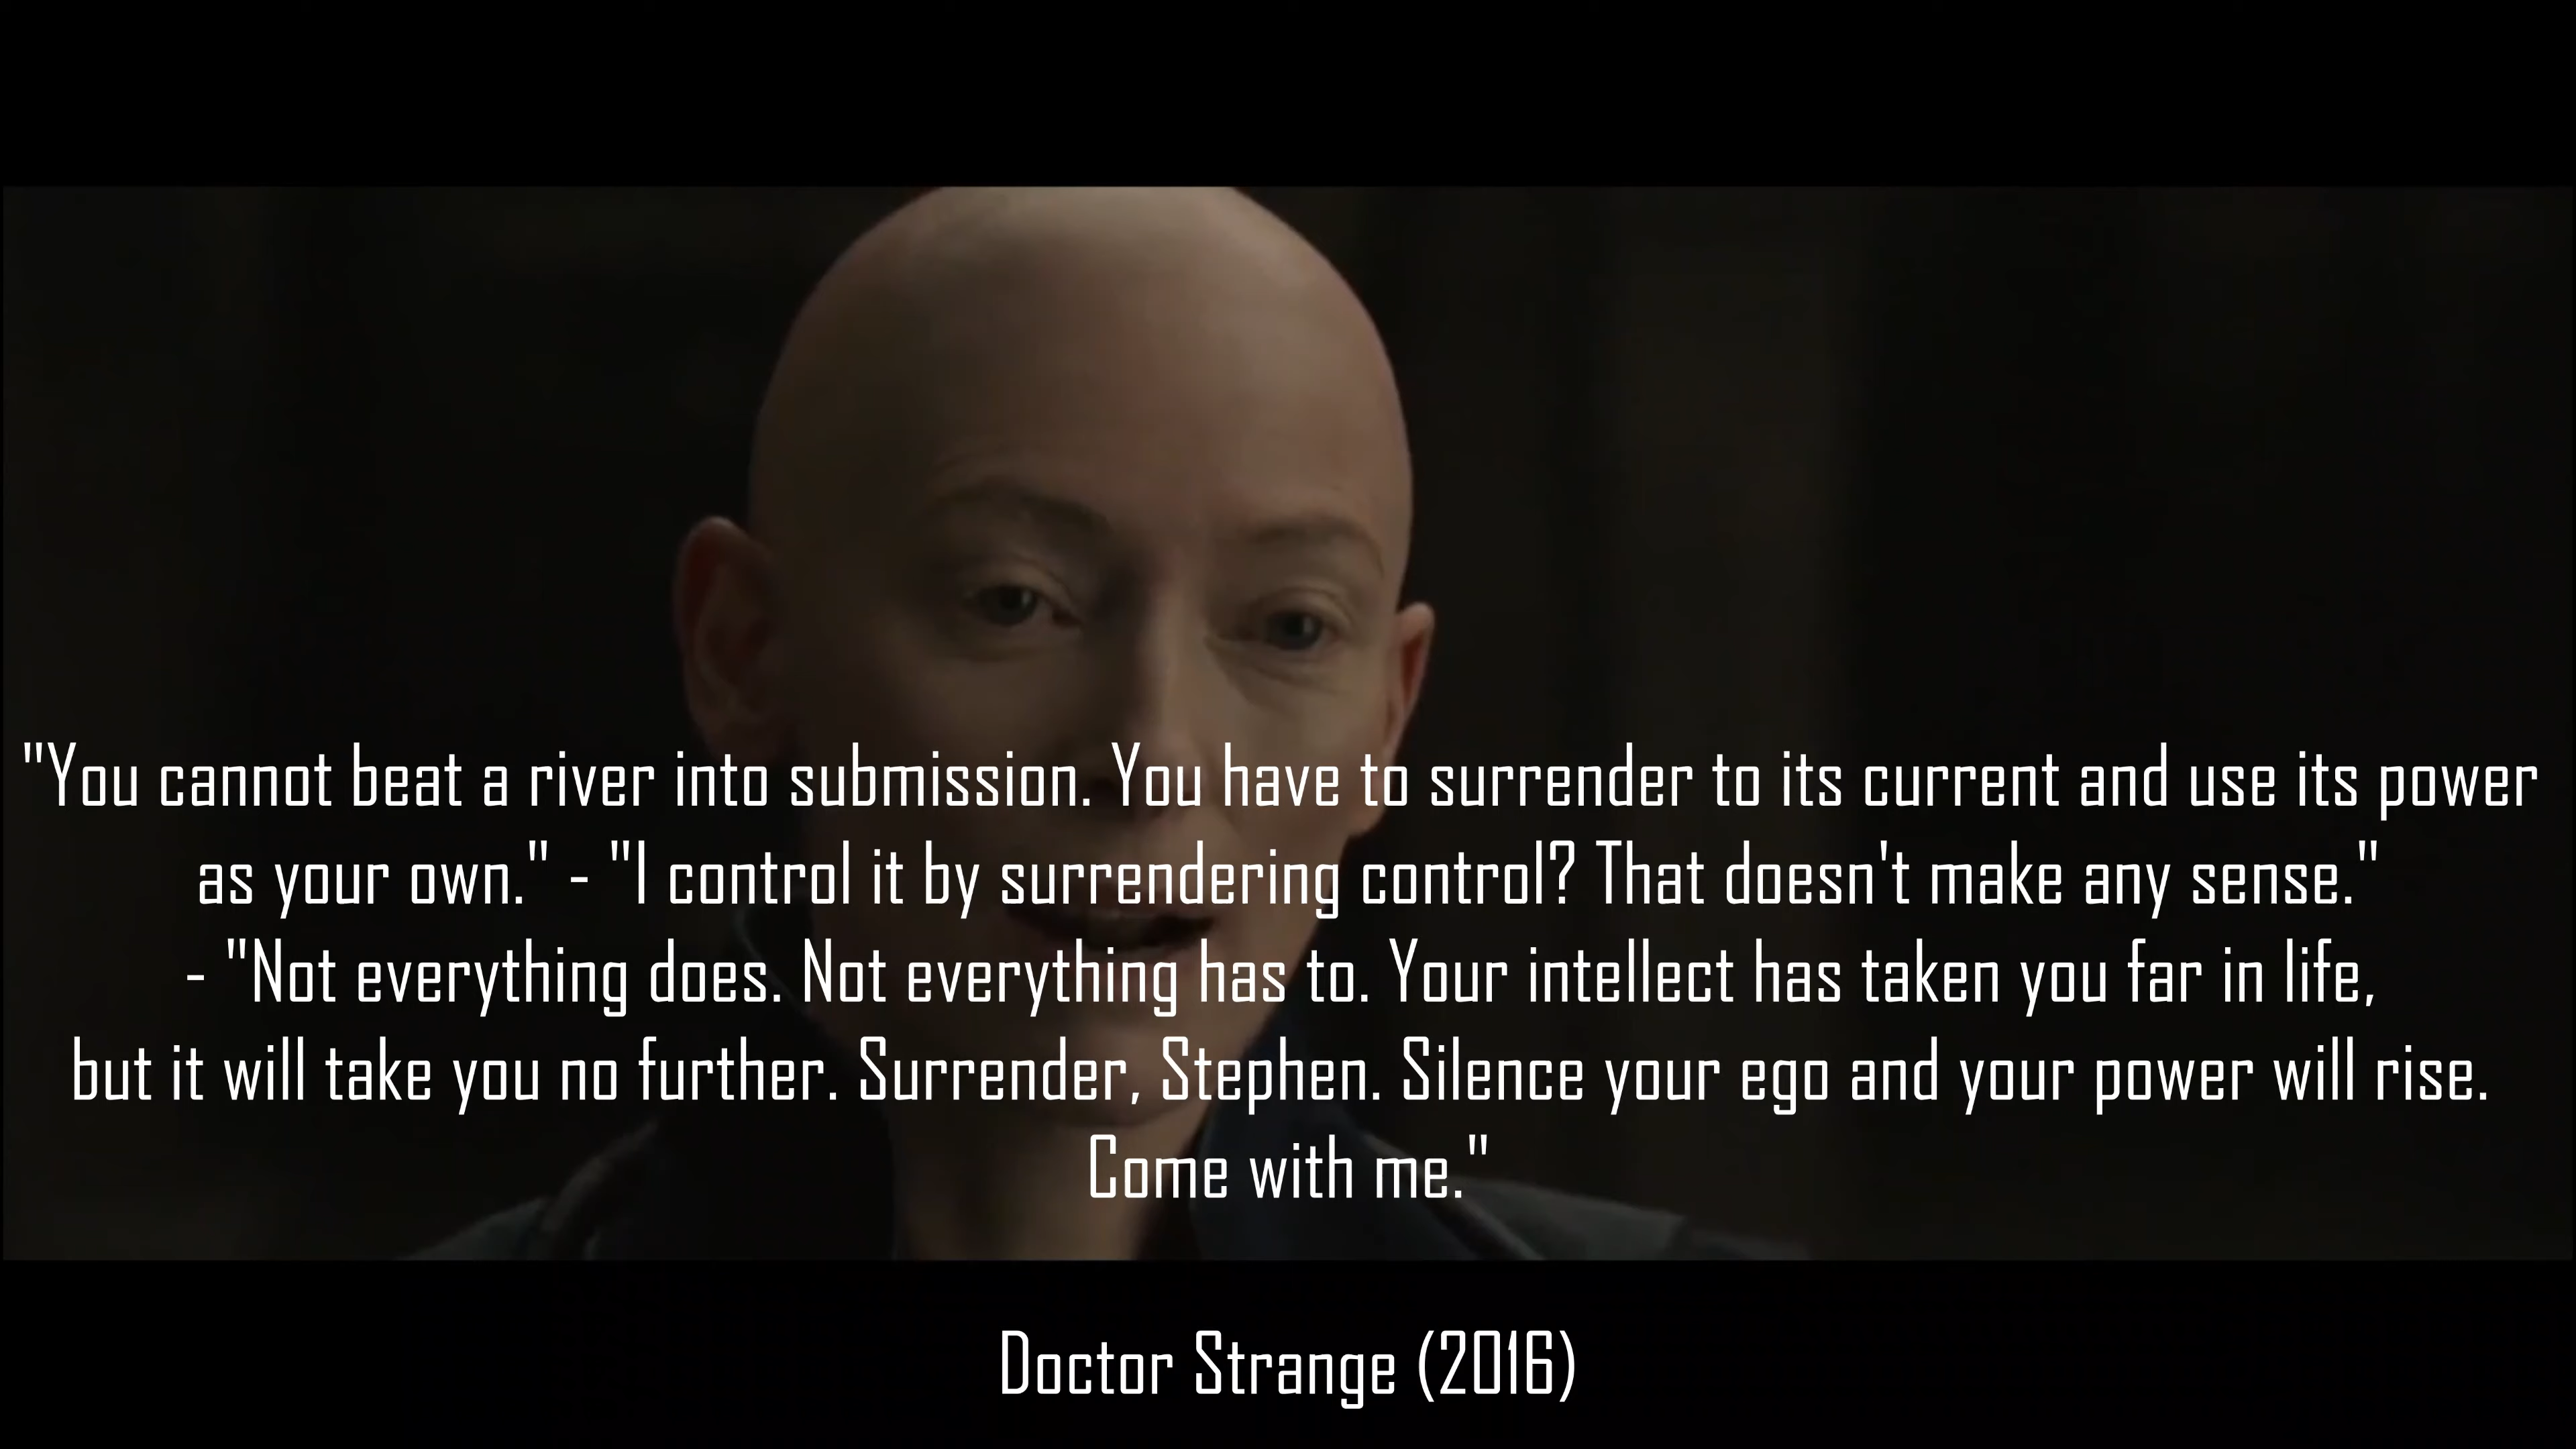 "You cannot beat a river into submission. You have to surrender to its current and use its power
as your own." - "I control it by surrendering control? That doesn't make any sense."
- "Not everything does. Not everything has to. Your intellect has taken you far in life,
but it will take you no further. Surrender, Stephen. Silence your ego and your power will rise.
Come with me."
Doctor Strange (2016)